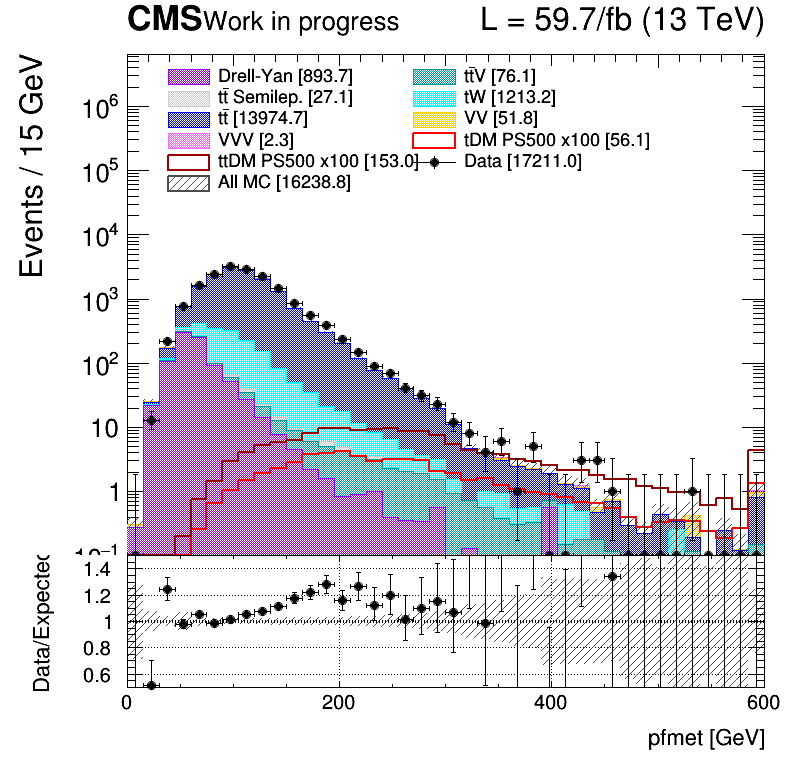 CMS Work in progress L = 59.7/fb (13 TeV)
Events / 15 GeV
Drell-Yan [893.7] tt̄V [76.1]
tt̄ Semilep. [27.1] tW [1213.2]
tt̄ [13974.7] VV [51.8]
VVV [2.3] tDM PS500 x100 [56.1]
ttDM PS500 x100 [153.0] Data [17211.0]
All MC [16238.8]
10⁶
10⁵
10⁴
10³
10²
10
1
10⁻¹
Data/Expected
1.4
1.2
1
0.8
0.6
0 200 400 600
pfmet [GeV]